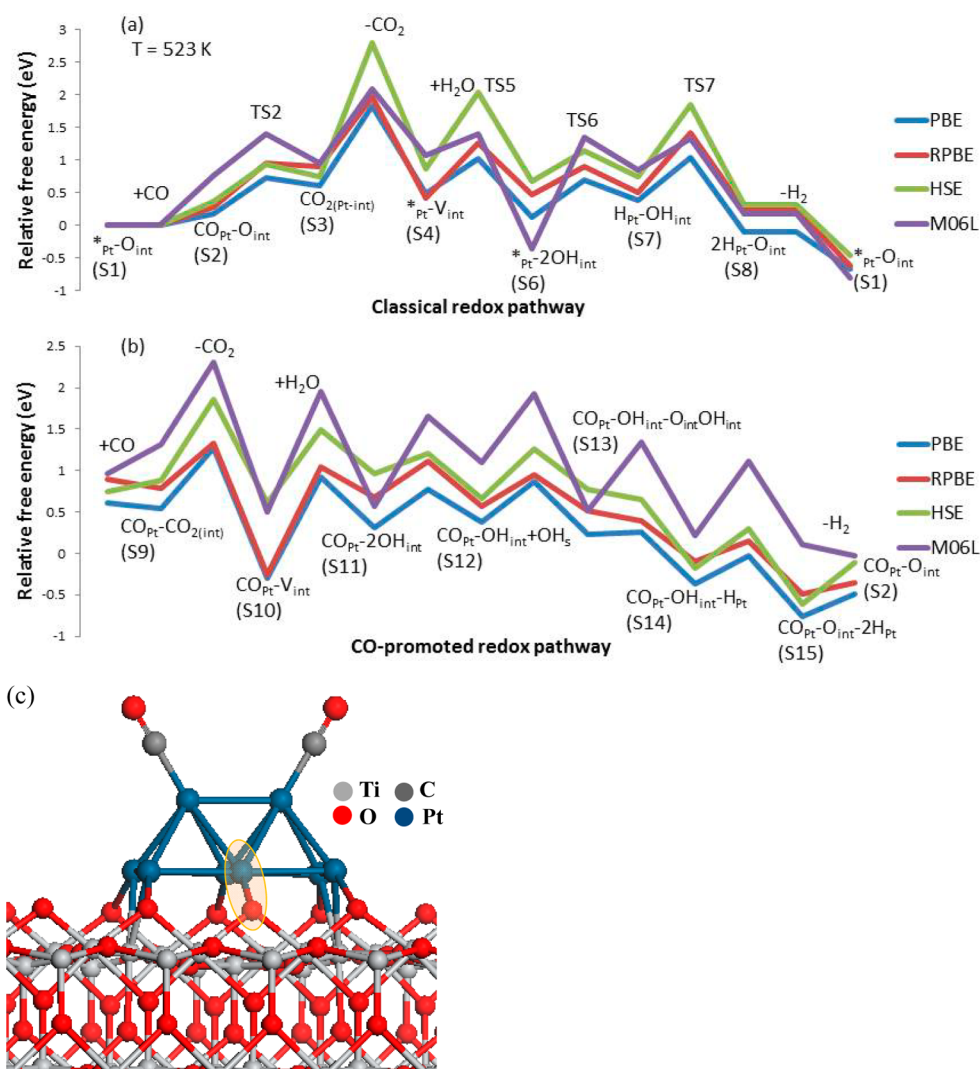 (a)
T = 523 K
-CO2
+H2O
TS5
TS2
TS6
TS7
+CO
CO2(Pt-int)
(S3)
*Pt-Vint
(S4)
HPt-OHint
(S7)
-H2
*Pt-Oint
(S1)
COPt-Oint
(S2)
*Pt-2OHint
(S6)
2HPt-Oint
(S8)
*Pt-Oint
(S1)
3
2.5
2
1.5
1
0.5
0
-0.5
-1
Relative free energy (eV)
Classical redox pathway
PBE
RPBE
HSE
M06L
(b)
-CO2
+H2O
+CO
COPt-OHint-OintOHint
(S13)
COPt-CO2(int)
(S9)
COPt-2OHint
(S11)
COPt-OHint+OHs
(S12)
-H2
COPt-Oint
(S2)
COPt-Vint
(S10)
COPt-OHint-HPt
(S14)
COPt-Oint-2HPt
(S15)
2.5
2
1.5
1
0.5
0
-0.5
-1
Relative free energy (eV)
CO-promoted redox pathway
PBE
RPBE
HSE
M06L
(c)
Ti C
O Pt